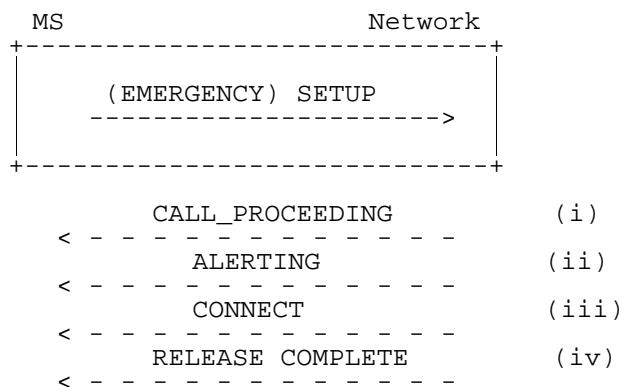 MS Network
(EMERGENCY) SETUP
CALL_PROCEEDING (i)
ALERTING (ii)
CONNECT (iii)
RELEASE COMPLETE (iv)